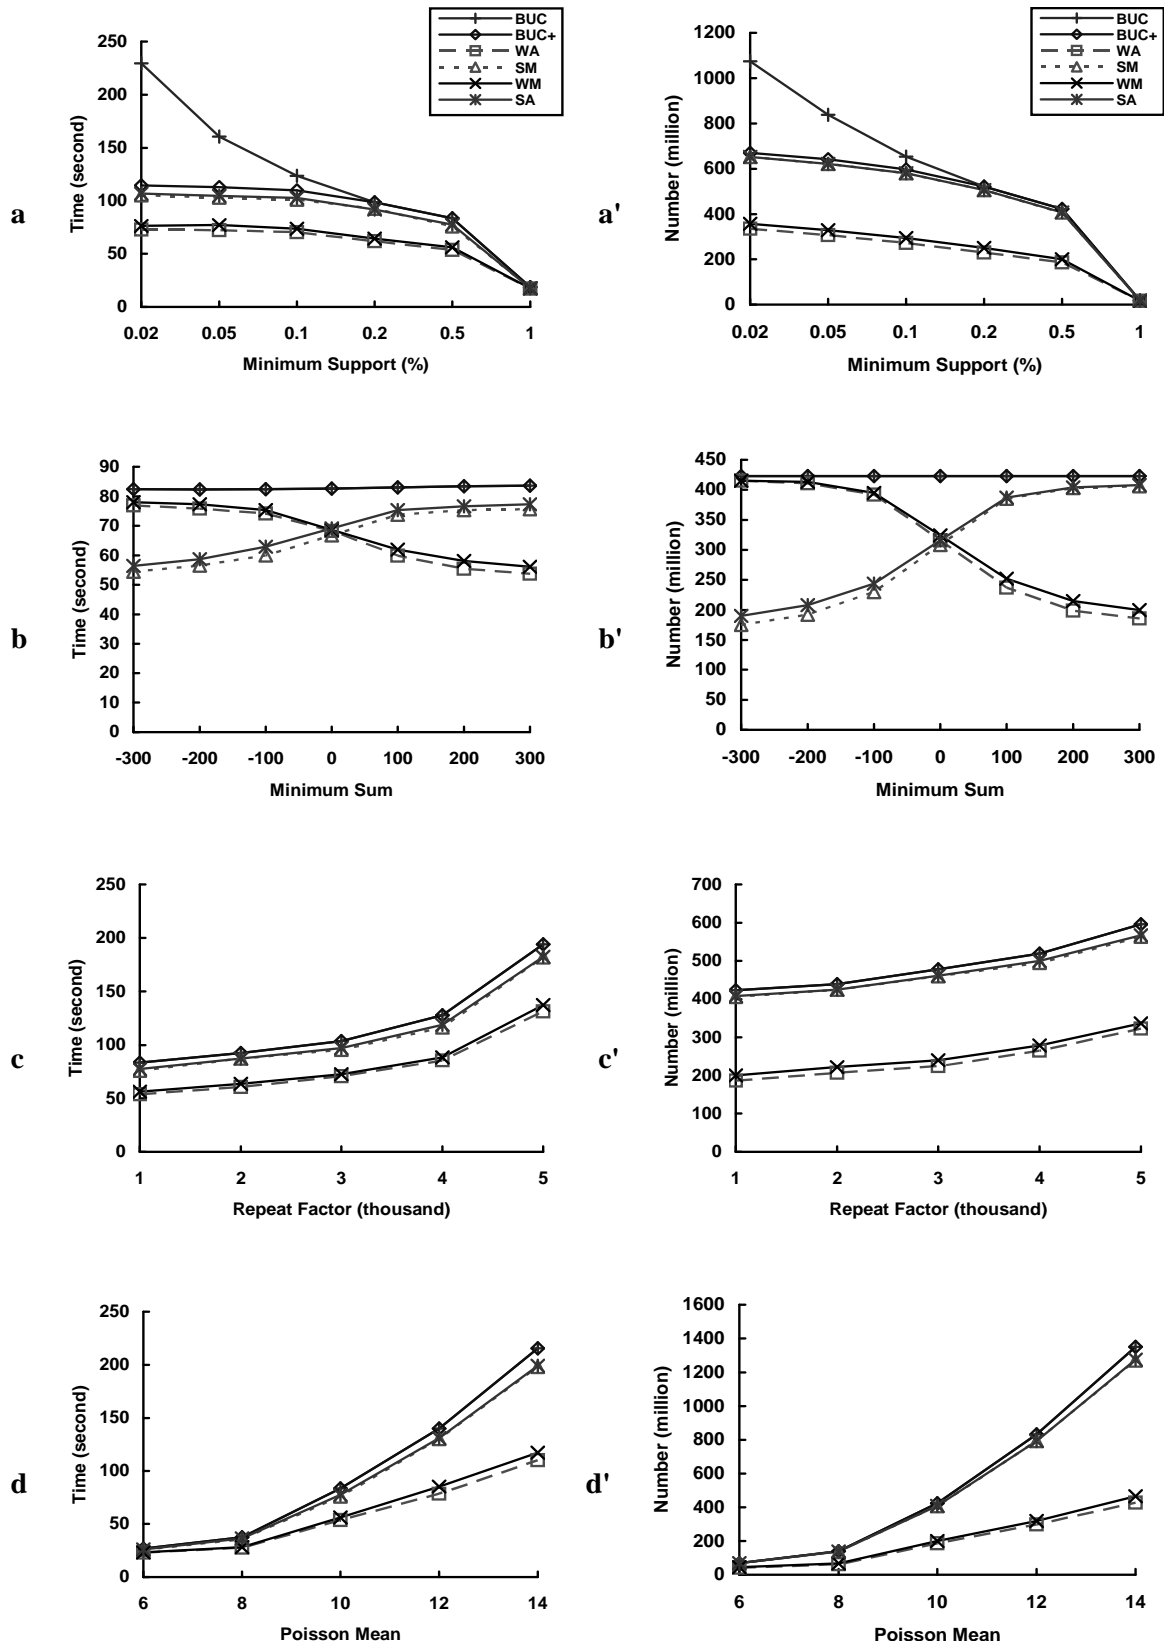 BUC
BUC+
WA
SM
WM
SA
a
Time (second)
250
200
150
100
50
0
0.02 0.05 0.1 0.2 0.5 1
Minimum Support (%)
BUC
BUC+
WA
SM
WM
SA
a'
Number (million)
1200
1000
800
600
400
200
0
0.02 0.05 0.1 0.2 0.5 1
Minimum Support (%)
b
Time (second)
90
80
70
60
50
40
30
20
10
0
-300 -200 -100 0 100 200 300
Minimum Sum
b'
Number (million)
450
400
350
300
250
200
150
100
50
0
-300 -200 -100 0 100 200 300
Minimum Sum
c
Time (second)
250
200
150
100
50
0
1 2 3 4 5
Repeat Factor (thousand)
c'
Number (million)
700
600
500
400
300
200
100
0
1 2 3 4 5
Repeat Factor (thousand)
d
Time (second)
250
200
150
100
50
0
6 8 10 12 14
Poisson Mean
d'
Number (million)
1600
1400
1200
1000
800
600
400
200
0
6 8 10 12 14
Poisson Mean